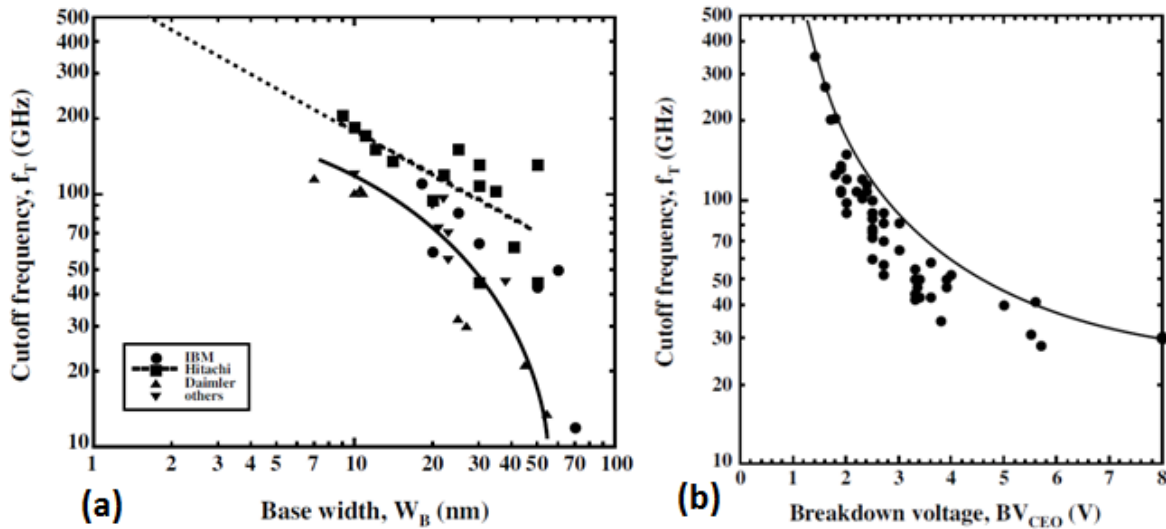 Cutoff frequency, f_T (GHz)
500
300
200
100
70
50
30
20
10
IBM
Hitachi
Daimler
others
1 2 3 4 5 7 10 20 30 40 50 70 100
(a)
Base width, W_B (nm)
Cutoff frequency, f_T (GHz)
500
400
300
200
100
70
50
40
30
20
10
0 1 2 3 4 5 6 7 8
(b)
Breakdown voltage, BV_CEO (V)